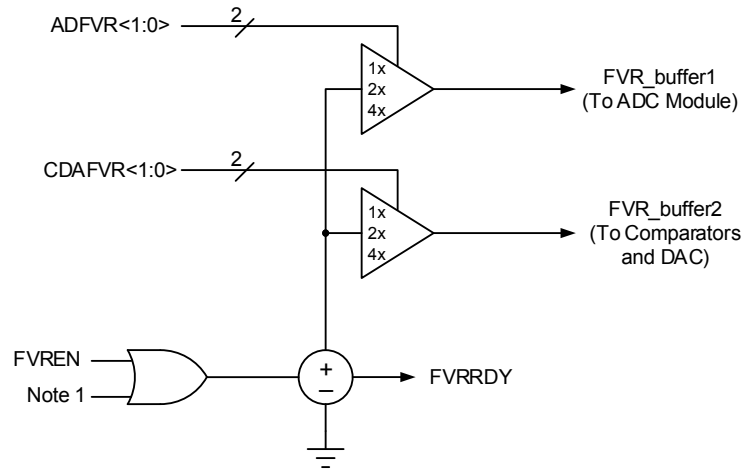 ADFVR<1:0>
2
1x
2x
4x
FVR_buffer1
(To ADC Module)
CDAFVR<1:0>
2
1x
2x
4x
FVR_buffer2
(To Comparators
and DAC)
FVREN
Note 1
+
−
FVRRDY